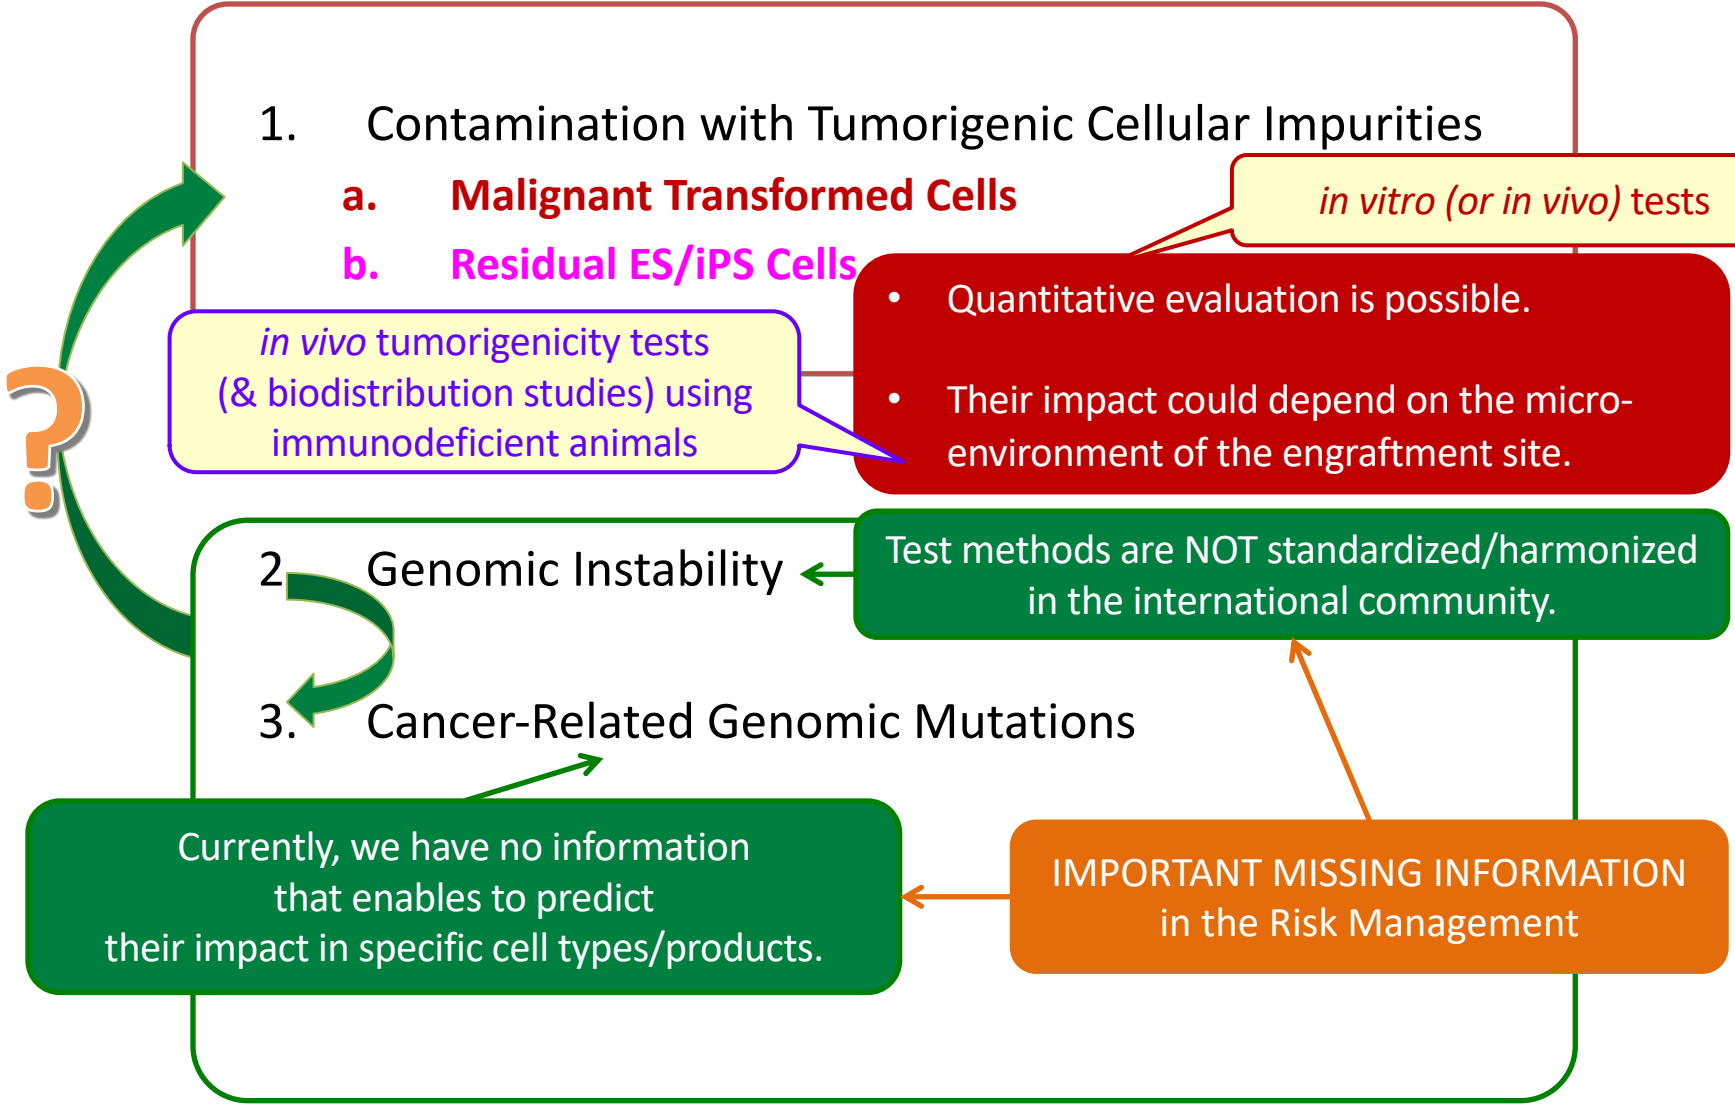 1. Contamination with Tumorigenic Cellular Impurities
a. Malignant Transformed Cells
in vitro (or in vivo) tests
b. Residual ES/iPS Cells
• Quantitative evaluation is possible.
• Their impact could depend on the micro-
environment of the engraftment site.
in vivo tumorigenicity tests
(& biodistribution studies) using
immunodeficient animals
?
2 Genomic Instability
Test methods are NOT standardized/harmonized
in the international community.
3. Cancer-Related Genomic Mutations
Currently, we have no information
that enables to predict
their impact in specific cell types/products.
IMPORTANT MISSING INFORMATION
in the Risk Management